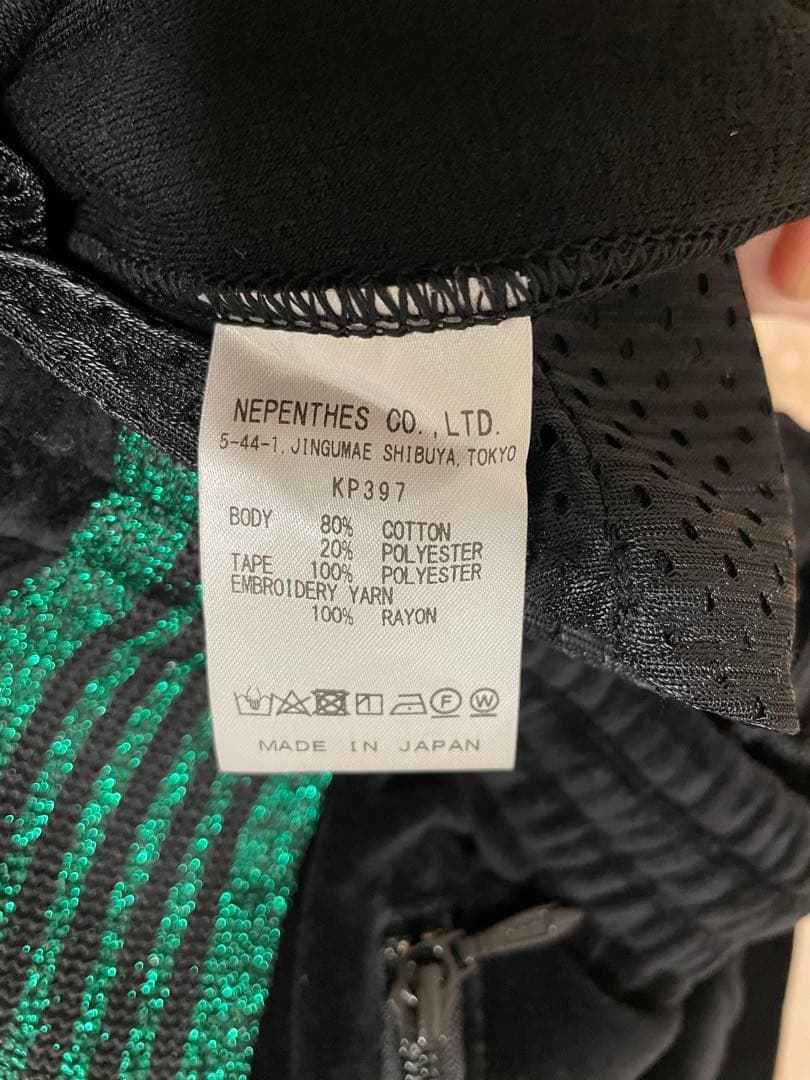 NEPENTHES CO.,LTD.
5-44-1,JINGUMAE SHIBUYA,TOKYO
KP397
BODY 80% COTTON
20% POLYESTER
TAPE 100% POLYESTER
EMBROIDERY YARN
100% RAYON
F W
MADE IN JAPAN